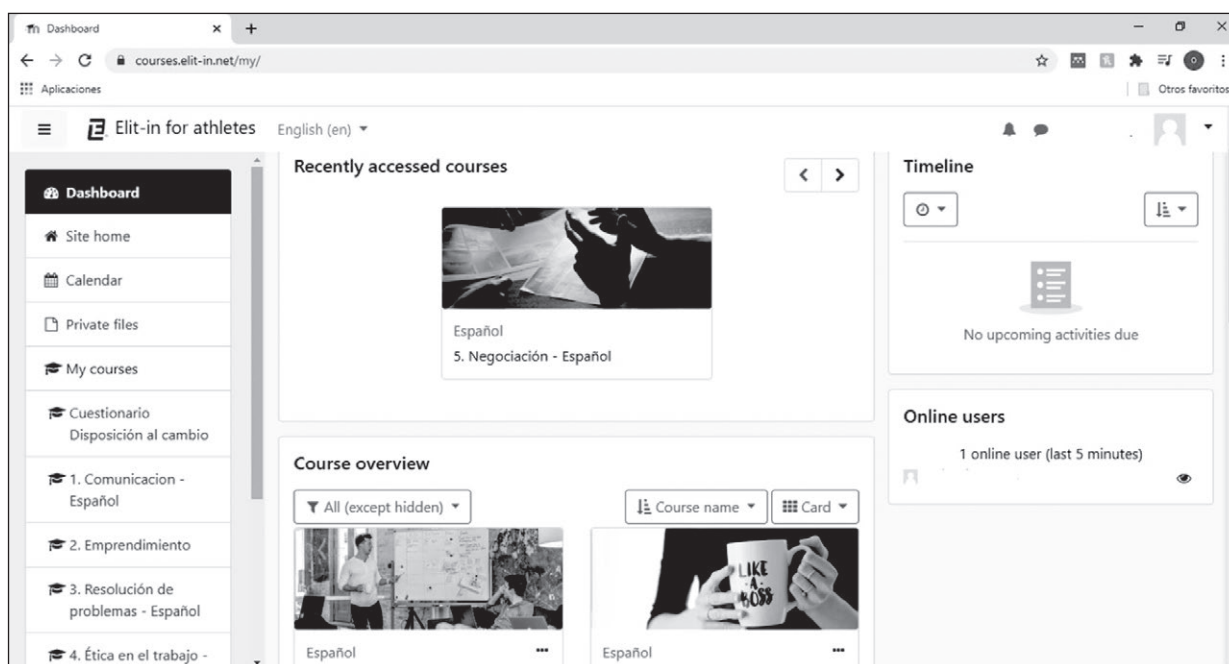 Dashboard
courses.elit-in.net/my/
Aplicaciones
Otros favoritos
Elit-in for athletes
English (en)
Dashboard
Site home
Calendar
Private files
My courses
Cuestionario
Disposición al cambio
1. Comunicacion -
Español
2. Emprendimiento
3. Resolución de
problemas - Español
4. Ética en el trabajo -
Recently accessed courses
Español
5. Negociación - Español
Course overview
All (except hidden)
Course name
Card
LIKE
A
BOSS
Español
Español
Timeline
No upcoming activities due
Online users
1 online user (last 5 minutes)